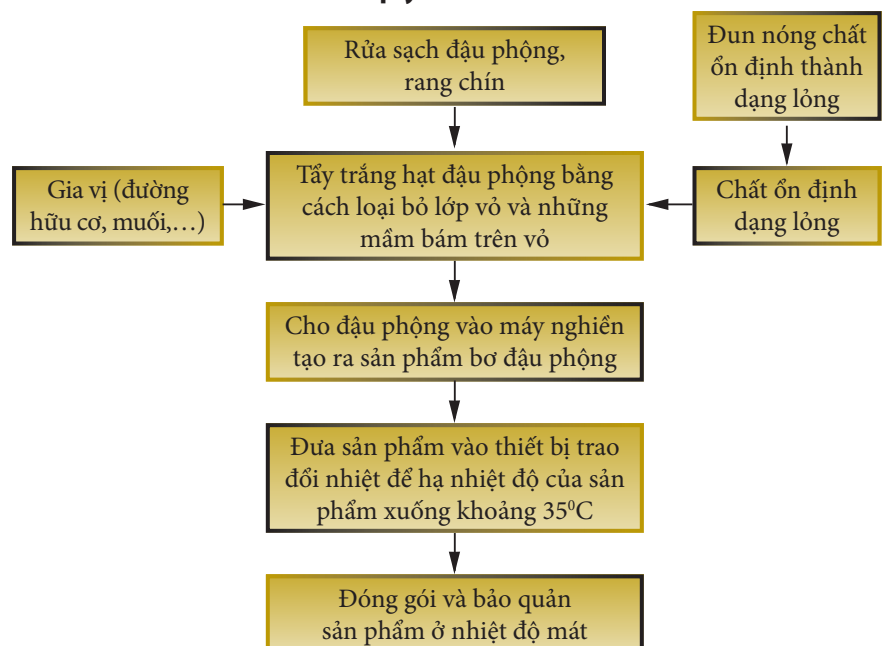 Rửa sạch đậu phộng,
rang chín
Đun nóng chất
ổn định thành
dạng lỏng
Gia vị (đường
hữu cơ, muối,…)
Tẩy trắng hạt đậu phộng bằng
cách loại bỏ lớp vỏ và những
mầm bám trên vỏ
Chất ổn định
dạng lỏng
Cho đậu phộng vào máy nghiền
tạo ra sản phẩm bơ đậu phộng
Đưa sản phẩm vào thiết bị trao
đổi nhiệt để hạ nhiệt độ của sản
phẩm xuống khoảng 35⁰C
Đóng gói và bảo quản
sản phẩm ở nhiệt độ mát